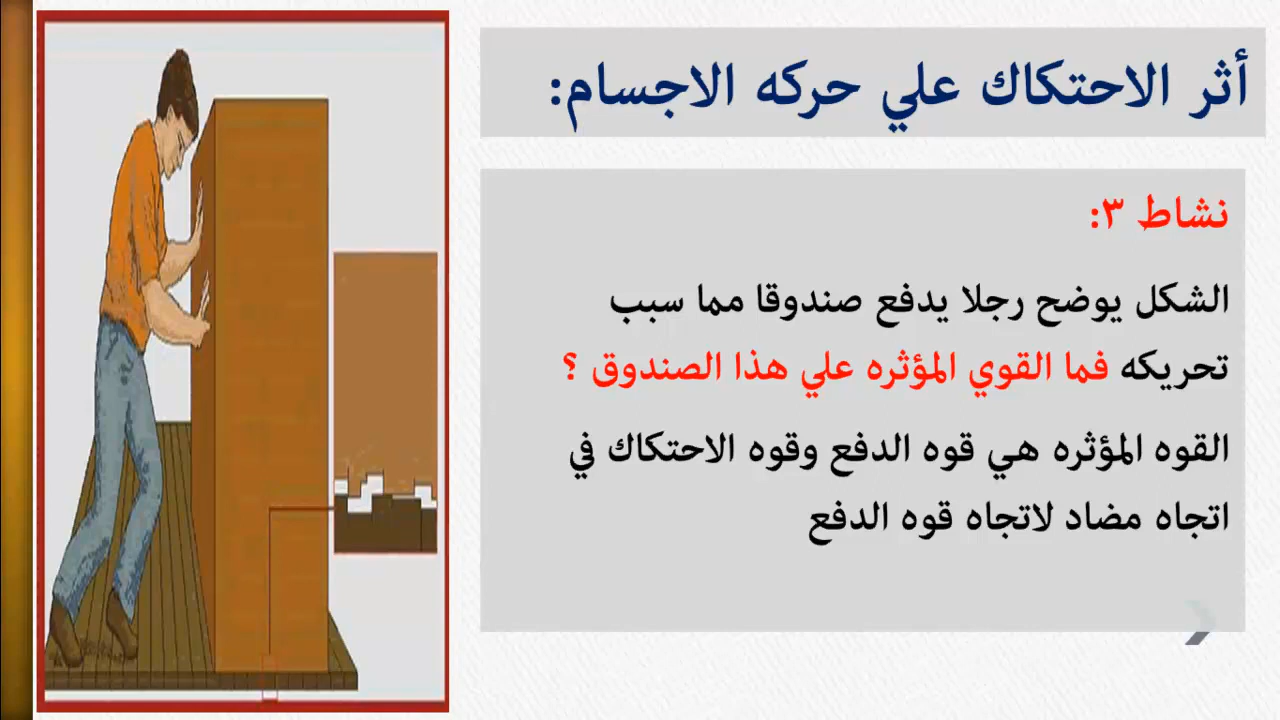 أثر الاحتكاك علي حركه الاجسام:
نشاط ٣:
الشكل يوضح رجلا يدفع صندوقا مما سبب
تحريكه فما القوي المؤثره علي هذا الصندوق ؟
القوه المؤثره هي قوه الدفع وقوه الاحتكاك في
اتجاه مضاد لاتجاه قوه الدفع